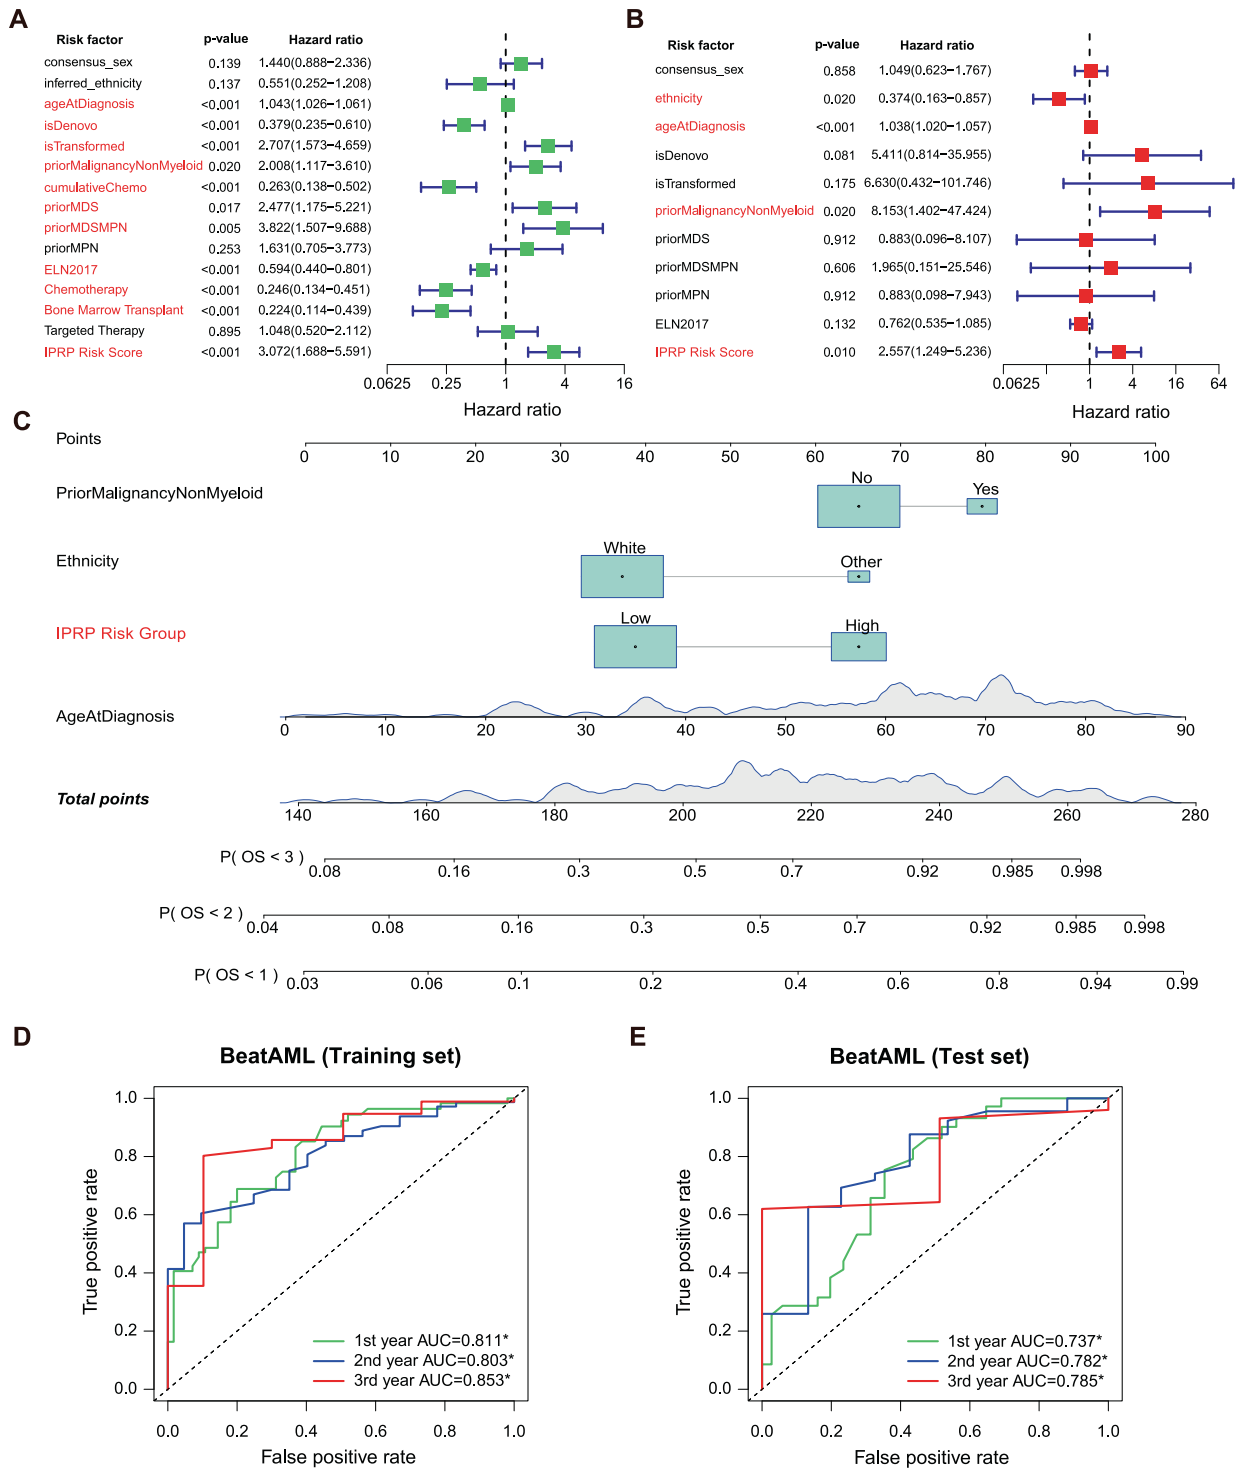 A
Risk factor p-value Hazard ratio
consensus_sex 0.139 1.440(0.888−2.336)
inferred_ethnicity 0.137 0.551(0.252−1.208)
ageAtDiagnosis <0.001 1.043(1.026−1.061)
isDenovo <0.001 0.379(0.235−0.610)
isTransformed <0.001 2.707(1.573−4.659)
priorMalignancyNonMyeloid 0.020 2.008(1.117−3.610)
cumulativeChemo <0.001 0.263(0.138−0.502)
priorMDS 0.017 2.477(1.175−5.221)
priorMDSMPN 0.005 3.822(1.507−9.688)
priorMPN 0.253 1.631(0.705−3.773)
ELN2017 <0.001 0.594(0.440−0.801)
Chemotherapy <0.001 0.246(0.134−0.451)
Bone Marrow Transplant <0.001 0.224(0.114−0.439)
Targeted Therapy 0.895 1.048(0.520−2.112)
IPRP Risk Score <0.001 3.072(1.688−5.591)
0.0625 0.25 1 4 16
Hazard ratio
B
Risk factor p-value Hazard ratio
consensus_sex 0.858 1.049(0.623−1.767)
ethnicity 0.020 0.374(0.163−0.857)
ageAtDiagnosis <0.001 1.038(1.020−1.057)
isDenovo 0.081 5.411(0.814−35.955)
isTransformed 0.175 6.630(0.432−101.746)
priorMalignancyNonMyeloid 0.020 8.153(1.402−47.424)
priorMDS 0.912 0.883(0.096−8.107)
priorMDSMPN 0.606 1.965(0.151−25.546)
priorMPN 0.912 0.883(0.098−7.943)
ELN2017 0.132 0.762(0.535−1.085)
IPRP Risk Score 0.010 2.557(1.249−5.236)
0.0625 1 4 16 64
Hazard ratio
C
Points
0 10 20 30 40 50 60 70 80 90 100
PriorMalignancyNonMyeloid
No Yes
Ethnicity
White Other
IPRP Risk Group
Low High
AgeAtDiagnosis
0 10 20 30 40 50 60 70 80 90
Total points
140 160 180 200 220 240 260 280
P( OS < 3 )
0.08 0.16 0.3 0.5 0.7 0.92 0.985 0.998
P( OS < 2 )
0.04 0.08 0.16 0.3 0.5 0.7 0.92 0.985 0.998
P( OS < 1 )
0.03 0.06 0.1 0.2 0.4 0.6 0.8 0.94 0.99
D
BeatAML (Training set)
True positive rate
1.0
0.8
0.6
0.4
0.2
0.0
1st year AUC=0.811*
2nd year AUC=0.803*
3rd year AUC=0.853*
0.0 0.2 0.4 0.6 0.8 1.0
False positive rate
E
BeatAML (Test set)
True positive rate
1.0
0.8
0.6
0.4
0.2
0.0
1st year AUC=0.737*
2nd year AUC=0.782*
3rd year AUC=0.785*
0.0 0.2 0.4 0.6 0.8 1.0
False positive rate